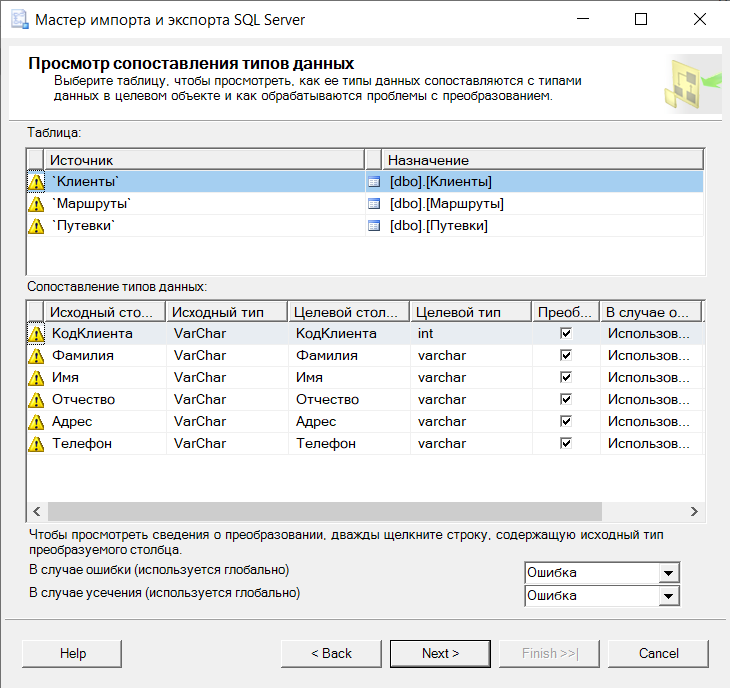 Мастер импорта и экспорта SQL Server
Просмотр сопоставления типов данных
Выберите таблицу, чтобы просмотреть, как ее типы данных сопоставляются с типами
данных в целевом объекте и как обрабатываются проблемы с преобразованием.
Таблица:
Источник Назначение
`Клиенты` [dbo].[Клиенты]
`Маршруты` [dbo].[Маршруты]
`Путевки` [dbo].[Путевки]
Сопоставление типов данных:
Исходный сто... Исходный тип Целевой стол... Целевой тип Преоб... В случае о...
КодКлиента VarChar КодКлиента int Использов...
Фамилия VarChar Фамилия varchar Использов...
Имя VarChar Имя varchar Использов...
Отчество VarChar Отчество varchar Использов...
Адрес VarChar Адрес varchar Использов...
Телефон VarChar Телефон varchar Использов...
Чтобы просмотреть сведения о преобразовании, дважды щелкните строку, содержащую исходный тип
преобразуемого столбца.
В случае ошибки (используется глобально) Ошибка
В случае усечения (используется глобально) Ошибка
Help < Back Next > Finish >>| Cancel